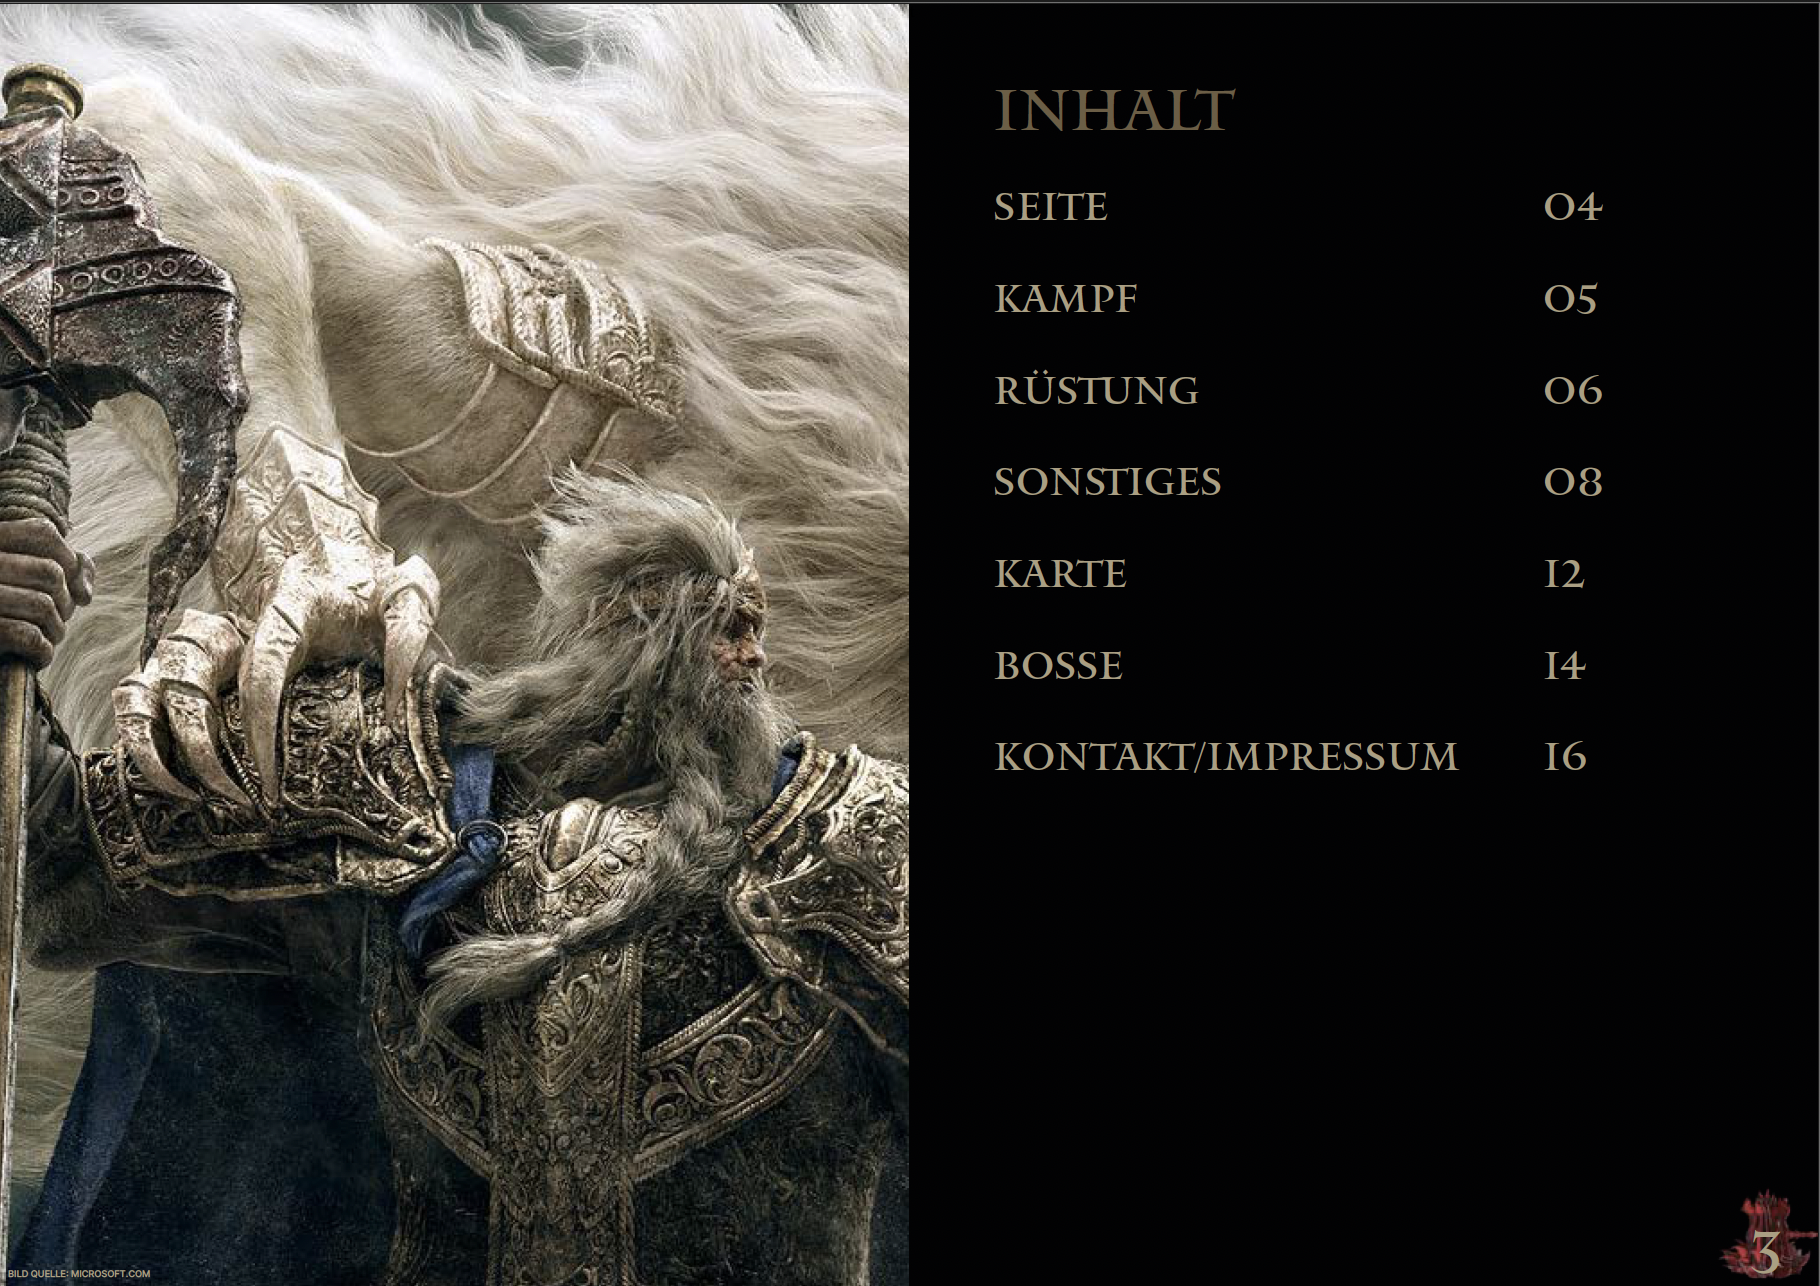 INHALT
SEITE 04
KAMPF 05
RÜSTUNG 06
SONSTIGES 08
KARTE 12
BOSSE 14
KONTAKT/IMPRESSUM 16
BILD QUELLE: MICROSOFT.COM
3